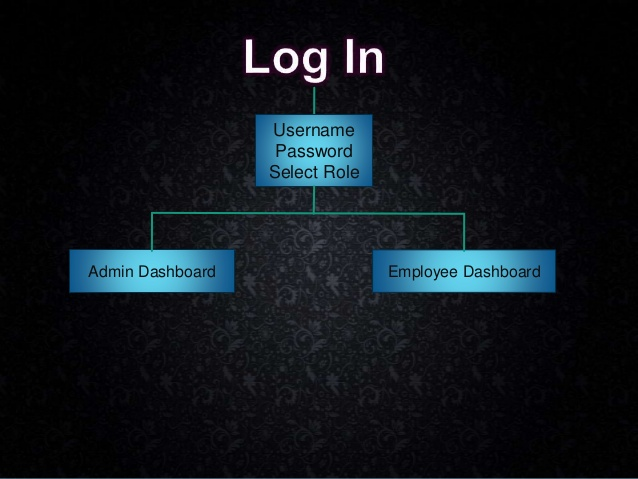 Log In
Username
Password
Select Role
Admin Dashboard
Employee Dashboard